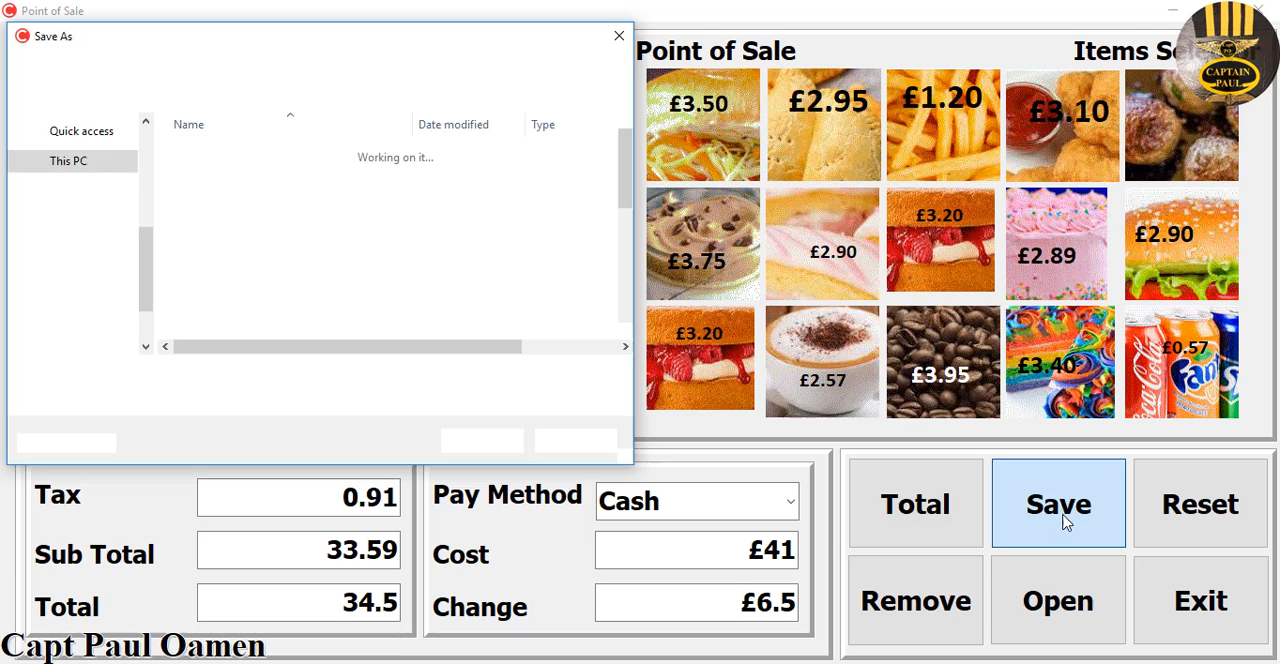 Point of Sale
Save As
Quick access
This PC
Name
Date modified
Type
Working on it...
Point of Sale
Items Se
CAPTAIN
PAUL
£3.50
£2.95
£1.20
£3.10
£3.75
£2.90
£3.20
£2.89
£2.90
£3.20
£2.57
£3.95
£3.40
£0.57
Coca-Cola
Fan
Tax
0.91
Sub Total
33.59
Total
34.5
Pay Method
Cash
Cost
£41
Change
£6.5
Total
Save
Reset
Remove
Open
Exit
Capt Paul Oamen